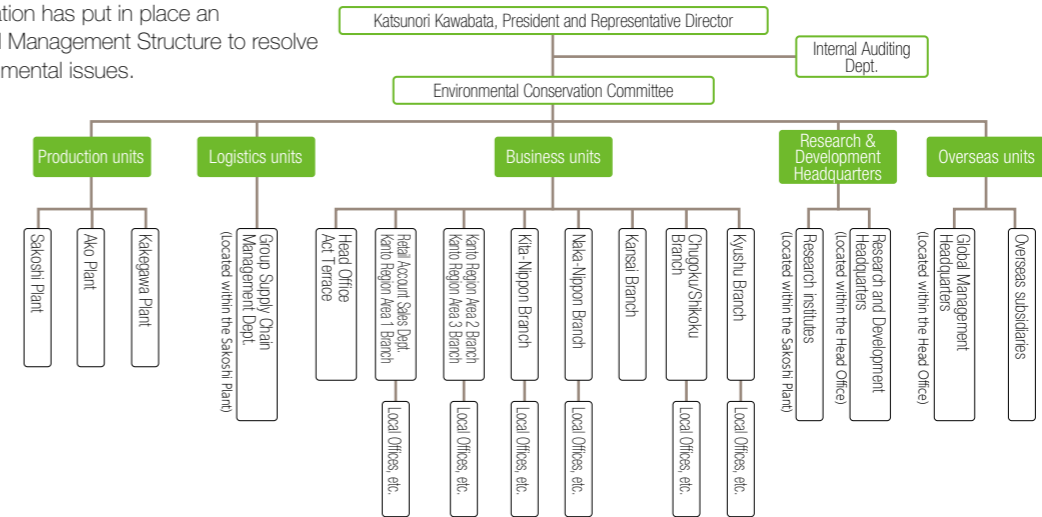 ation has put in place an
l Management Structure to resolve
mental issues.
Katsunori Kawabata, President and Representative Director
Internal Auditing
Dept.
Environmental Conservation Committee
Production units
Logistics units
Business units
Research &
Development
Headquarters
Overseas units
Sakoshi Plant
Ako Plant
Kakegawa Plant
Group Supply Chain
Management Dept.
(Located within the Sakoshi Plant)
Head Office
Act Terrace
Retail Account Sales Dept.
Kanto Region Area 1 Branch
Kanto Region Area 2 Branch
Kanto Region Area 3 Branch
Kita-Nippon Branch
Naka-Nippon Branch
Kansai Branch
Chugoku/Shikoku
Branch
Kyushu Branch
Research institutes
(Located within the Sakoshi Plant)
Research and Development
Headquarters
(Located within the Head Office)
Global Management
Headquarters
(Located within the Head Office)
Overseas subsidiaries
Local Offices, etc.
Local Offices, etc.
Local Offices, etc.
Local Offices, etc.
Local Offices, etc.
Local Offices, etc.